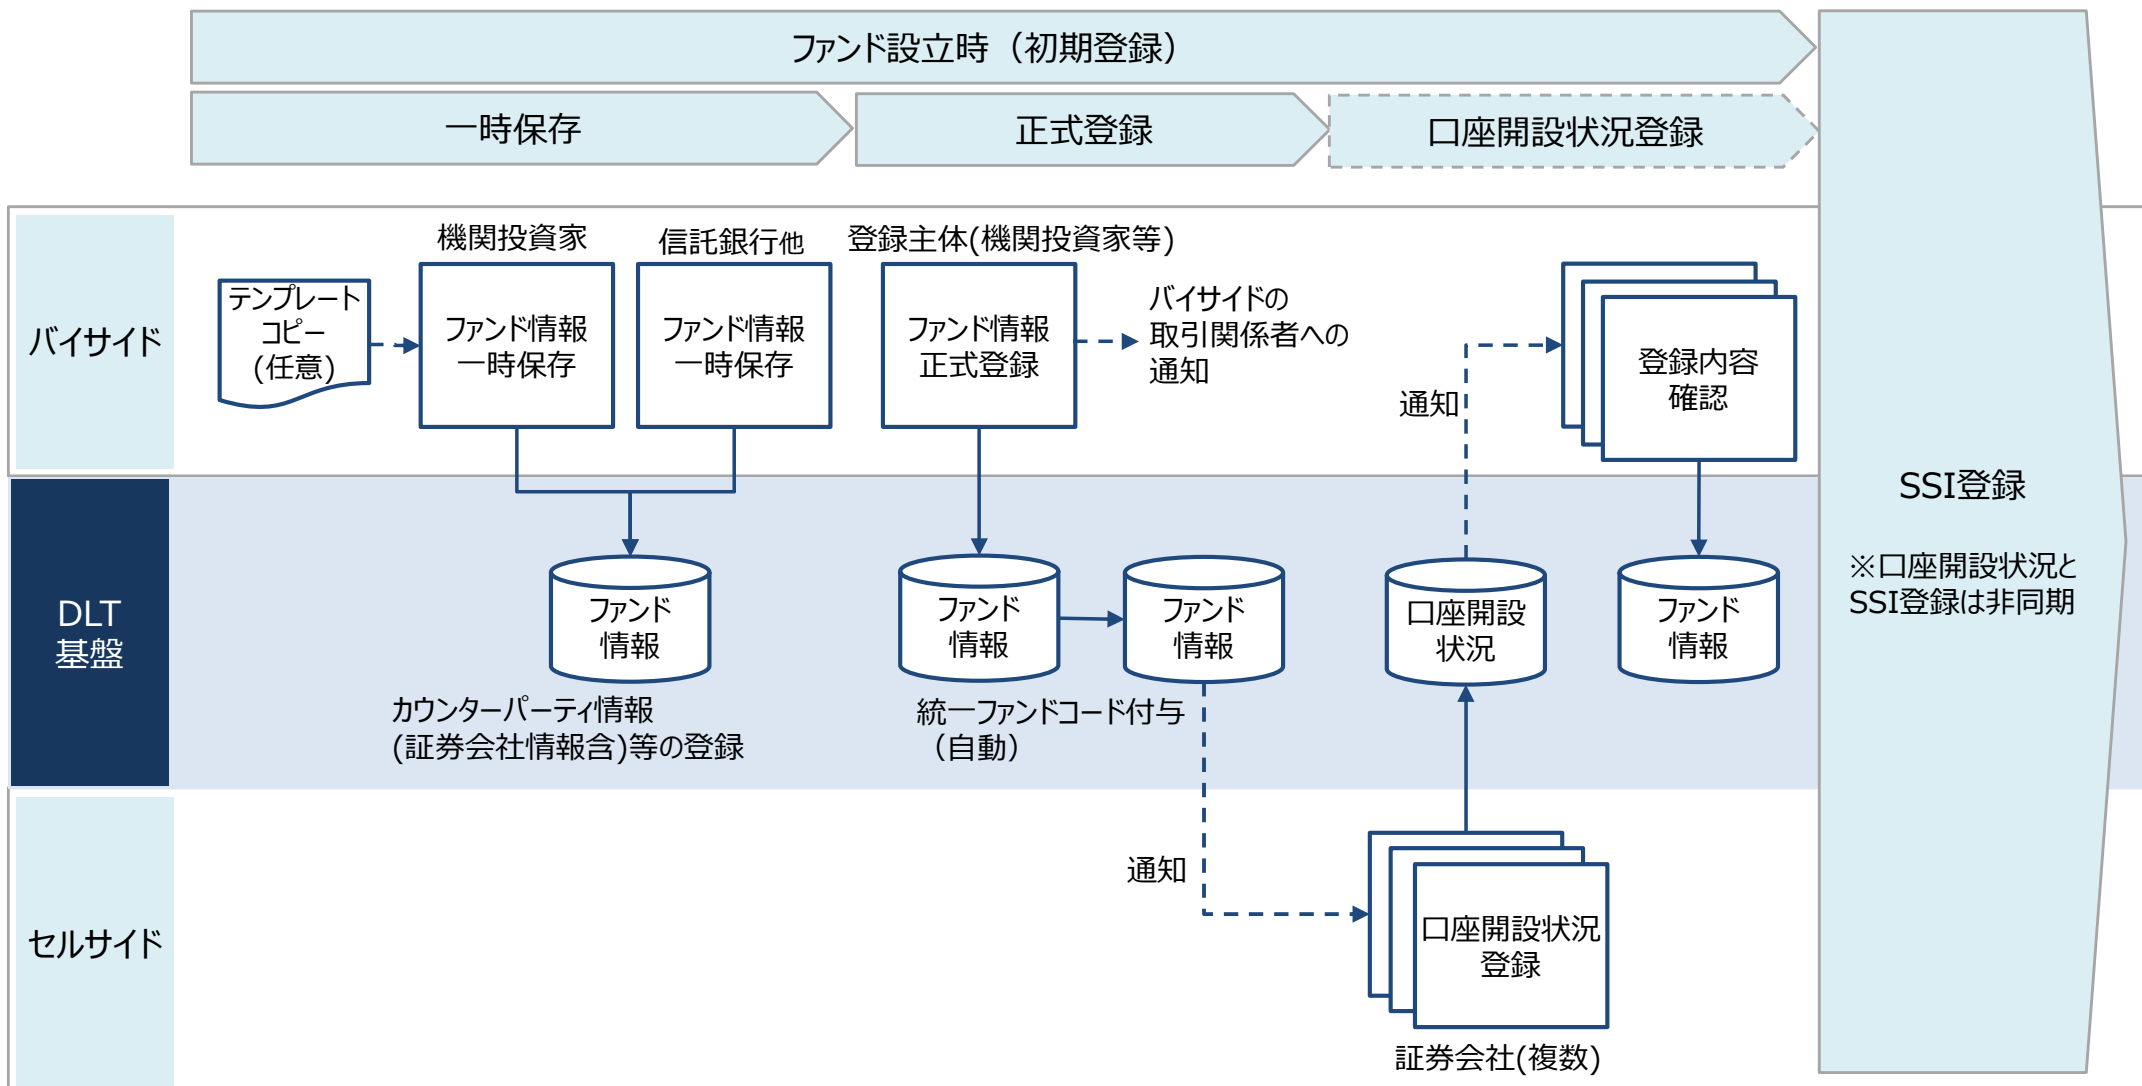 ファンド設立時（初期登録）
一時保存
正式登録
口座開設状況登録
バイサイド
テンプレート
コピー
(任意)
機関投資家
ファンド情報
一時保存
信託銀行他
ファンド情報
一時保存
登録主体(機関投資家等)
ファンド情報
正式登録
バイサイドの
取引関係者への
通知
通知
登録内容
確認
DLT
基盤
ファンド
情報
カウンターパーティ情報
(証券会社情報含)等の登録
ファンド
情報
ファンド
情報
統一ファンドコード付与
（自動）
口座開設
状況
ファンド
情報
セルサイド
通知
口座開設状況
登録
証券会社(複数)
SSI登録
※口座開設状況と
SSI登録は非同期